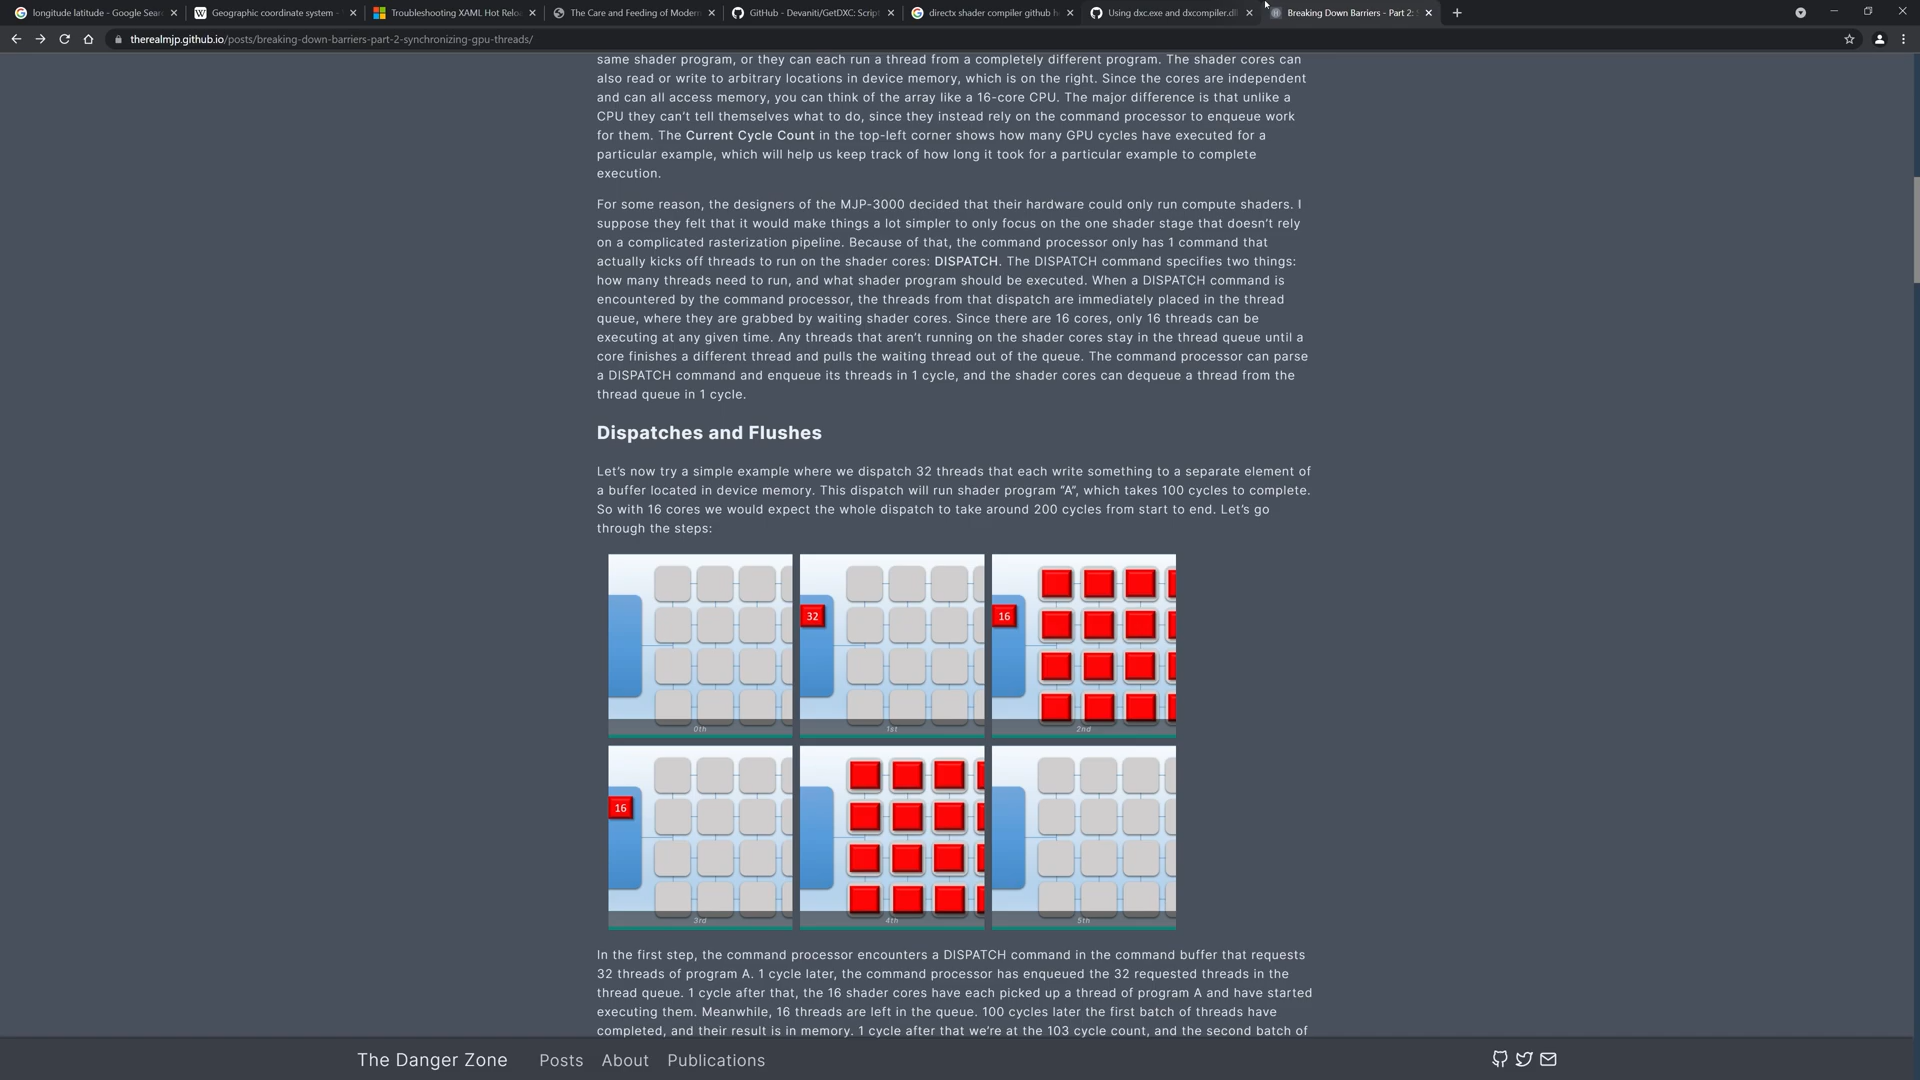 longitude latitude - Google Sear
Geographic coordinate system -
Troubleshooting XAML Hot Relo
The Care and Feeding of Modern
GitHub - Devaniti/GetDXC: Script
directx shader compiler github h
Using dxc.exe and dxcompiler.dl
Breaking Down Barriers - Part 2: S
therealmjp.github.io/posts/breaking-down-barriers-part-2-synchronizing-gpu-threads/
same shader program, or they can each run a thread from a completely different program. The shader cores can
also read or write to arbitrary locations in device memory, which is on the right. Since the cores are independent
and can all access memory, you can think of the array like a 16-core CPU. The major difference is that unlike a
CPU they can't tell themselves what to do, since they instead rely on the command processor to enqueue work
for them. The Current Cycle Count in the top-left corner shows how many GPU cycles have executed for a
particular example, which will help us keep track of how long it took for a particular example to complete
execution.
For some reason, the designers of the MJP-3000 decided that their hardware could only run compute shaders. I
suppose they felt that it would make things a lot simpler to only focus on the one shader stage that doesn't rely
on a complicated rasterization pipeline. Because of that, the command processor only has 1 command that
actually kicks off threads to run on the shader cores: DISPATCH. The DISPATCH command specifies two things:
how many threads need to run, and what shader program should be executed. When a DISPATCH command is
encountered by the command processor, the threads from that dispatch are immediately placed in the thread
queue, where they are grabbed by waiting shader cores. Since there are 16 cores, only 16 threads can be
executing at any given time. Any threads that aren't running on the shader cores stay in the thread queue until a
core finishes a different thread and pulls the waiting thread out of the queue. The command processor can parse
a DISPATCH command and enqueue its threads in 1 cycle, and the shader cores can dequeue a thread from the
thread queue in 1 cycle.
Dispatches and Flushes
Let's now try a simple example where we dispatch 32 threads that each write something to a separate element of
a buffer located in device memory. This dispatch will run shader program “A”, which takes 100 cycles to complete.
So with 16 cores we would expect the whole dispatch to take around 200 cycles from start to end. Let's go
through the steps:
32
16
0th
1st
2nd
16
3rd
4th
5th
In the first step, the command processor encounters a DISPATCH command in the command buffer that requests
32 threads of program A. 1 cycle later, the command processor has enqueued the 32 requested threads in the
thread queue. 1 cycle after that, the 16 shader cores have each picked up a thread of program A and have started
executing them. Meanwhile, 16 threads are left in the queue. 100 cycles later the first batch of threads have
completed, and their result is in memory. 1 cycle after that we're at the 103 cycle count, and the second batch of
The Danger Zone
Posts
About
Publications